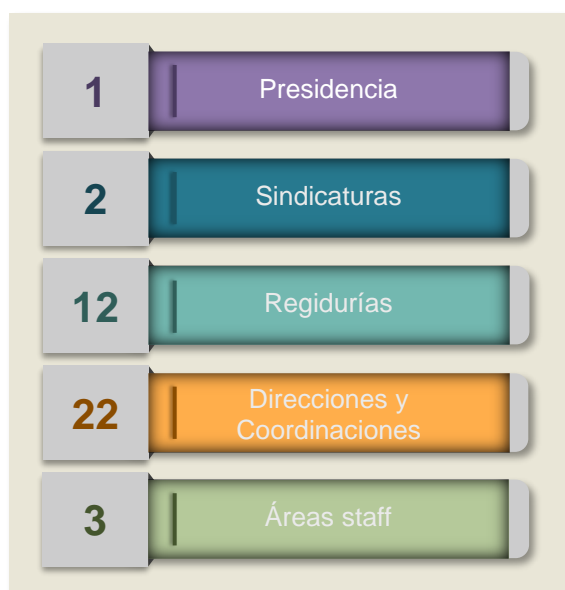 1 Presidencia
2 Sindicaturas
12 Regidurías
22 Direcciones y
Coordinaciones
3 Áreas staff